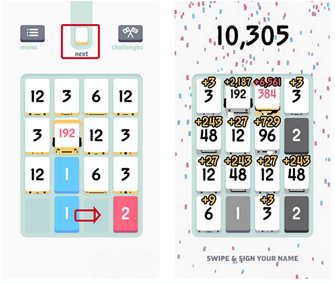 menu
next
challenges
12 3 6 12
3 192 12 3
12 1 6 3
1 2
10,305
+3 +2,187 +6,561 +3
3 192 384 3
+243 +27 +729
48 12 96 2
+27 +243 +27 +243
12 48 12 48
+9 +3
6 1 3 2
SWIPE & SIGN YOUR NAME